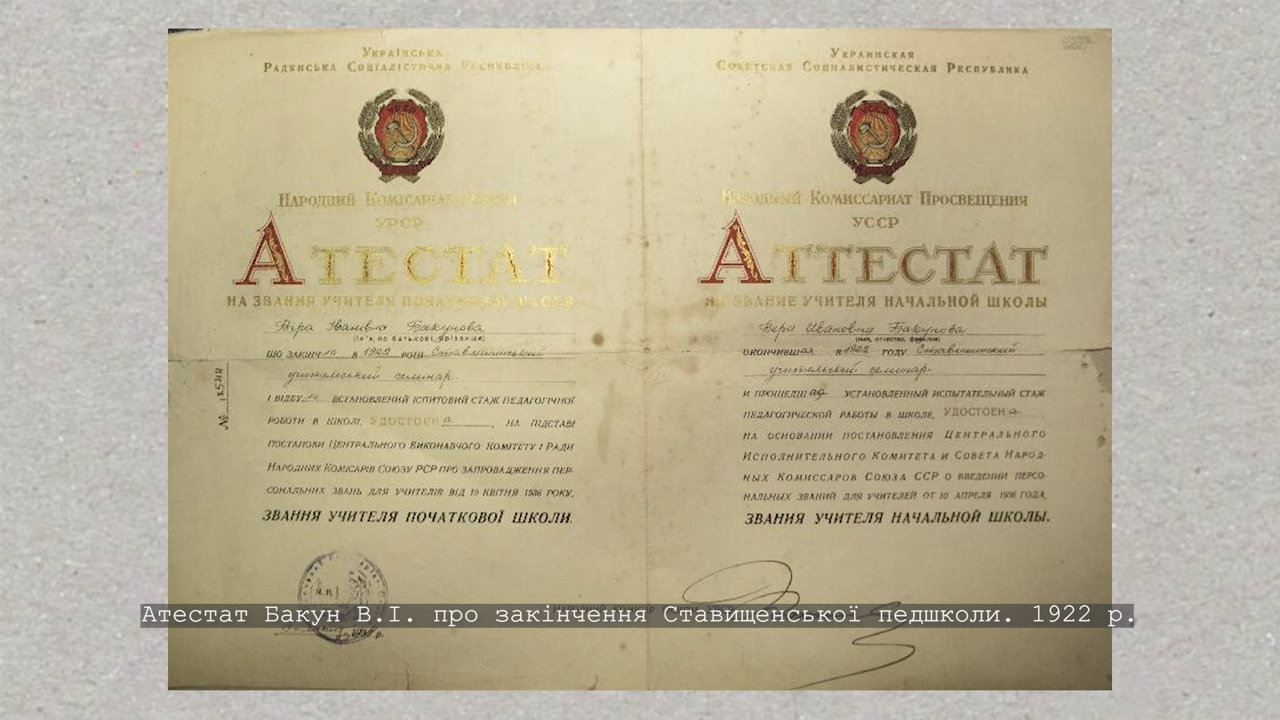 Українська
Радянська Соціалістична Республіка
УРСР
Народний Комісаріат
УРСР
Атестат
на звання учителя початкової школи
Віра Іванівна Бакунова
(ім'я, по батькові, прізвище)
що закінчила в 1922 році Ставищенський
учительський семінар.
і відбула встановлений іспитовий стаж педагогічної
роботи в школі, удостоена, на підставі
постанови Центрального Виконавчого Комітету і Ради
Народних Комісарів Союзу РСР про запровадження пер-
сональних звань для учителів від 10 квітня 1936 року,
звання учителя початкової школи.
№
М.П.
Украинская
Советская Социалистическая Республика
УССР
Народный Комиссариат Просвещения
УССР
Аттестат
на звание учителя начальной школы
Вера Ивановна Бакунова
(имя, отчество, фамилия)
окончившая в 1922 году Ставищенский
учительский семинар
и прошедшая установленный испытательный стаж
педагогической работы в школе, удостоена
на основании постановления Центрального
Исполнительного Комитета и Совета Народ-
ных Комиссаров Союза ССР о введении персо-
нальных званий для учителей от 10 апреля 1936 года,
звания учителя начальной школы.
Атестат Бакун В.І. про закінчення Ставищенської педшколи. 1922 р.